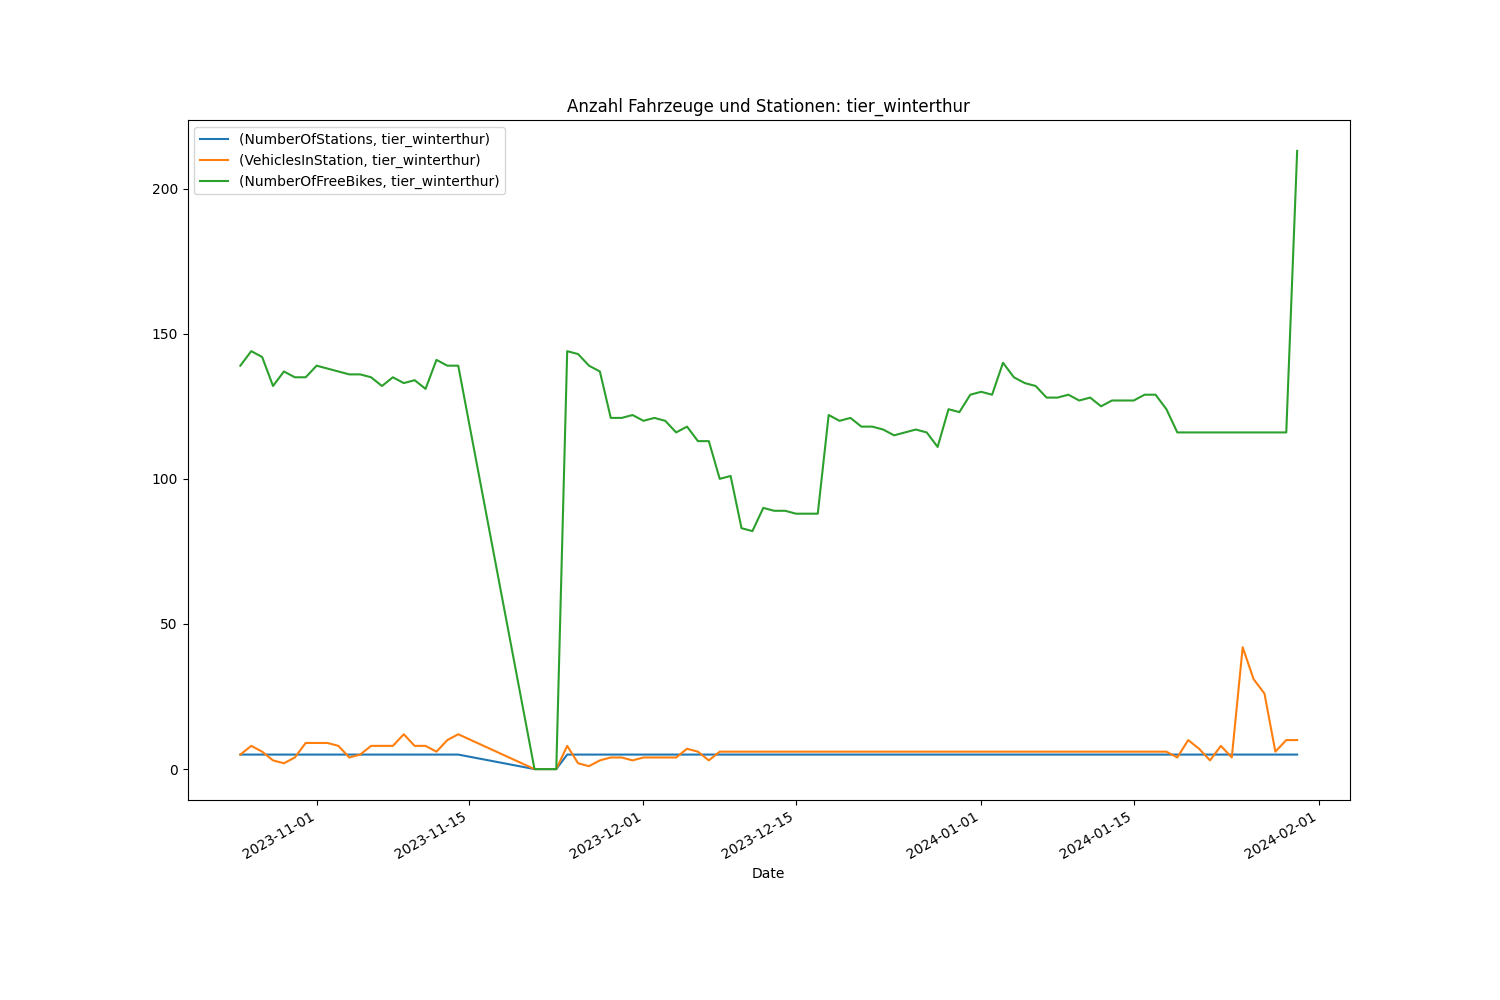 Anzahl Fahrzeuge und Stationen: tier_winterthur
(NumberOfStations, tier_winterthur)
(VehiclesInStation, tier_winterthur)
(NumberOfFreeBikes, tier_winterthur)
200
150
100
50
0
2023-11-01
2023-11-15
2023-12-01
2023-12-15
2024-01-01
2024-01-15
2024-02-01
Date